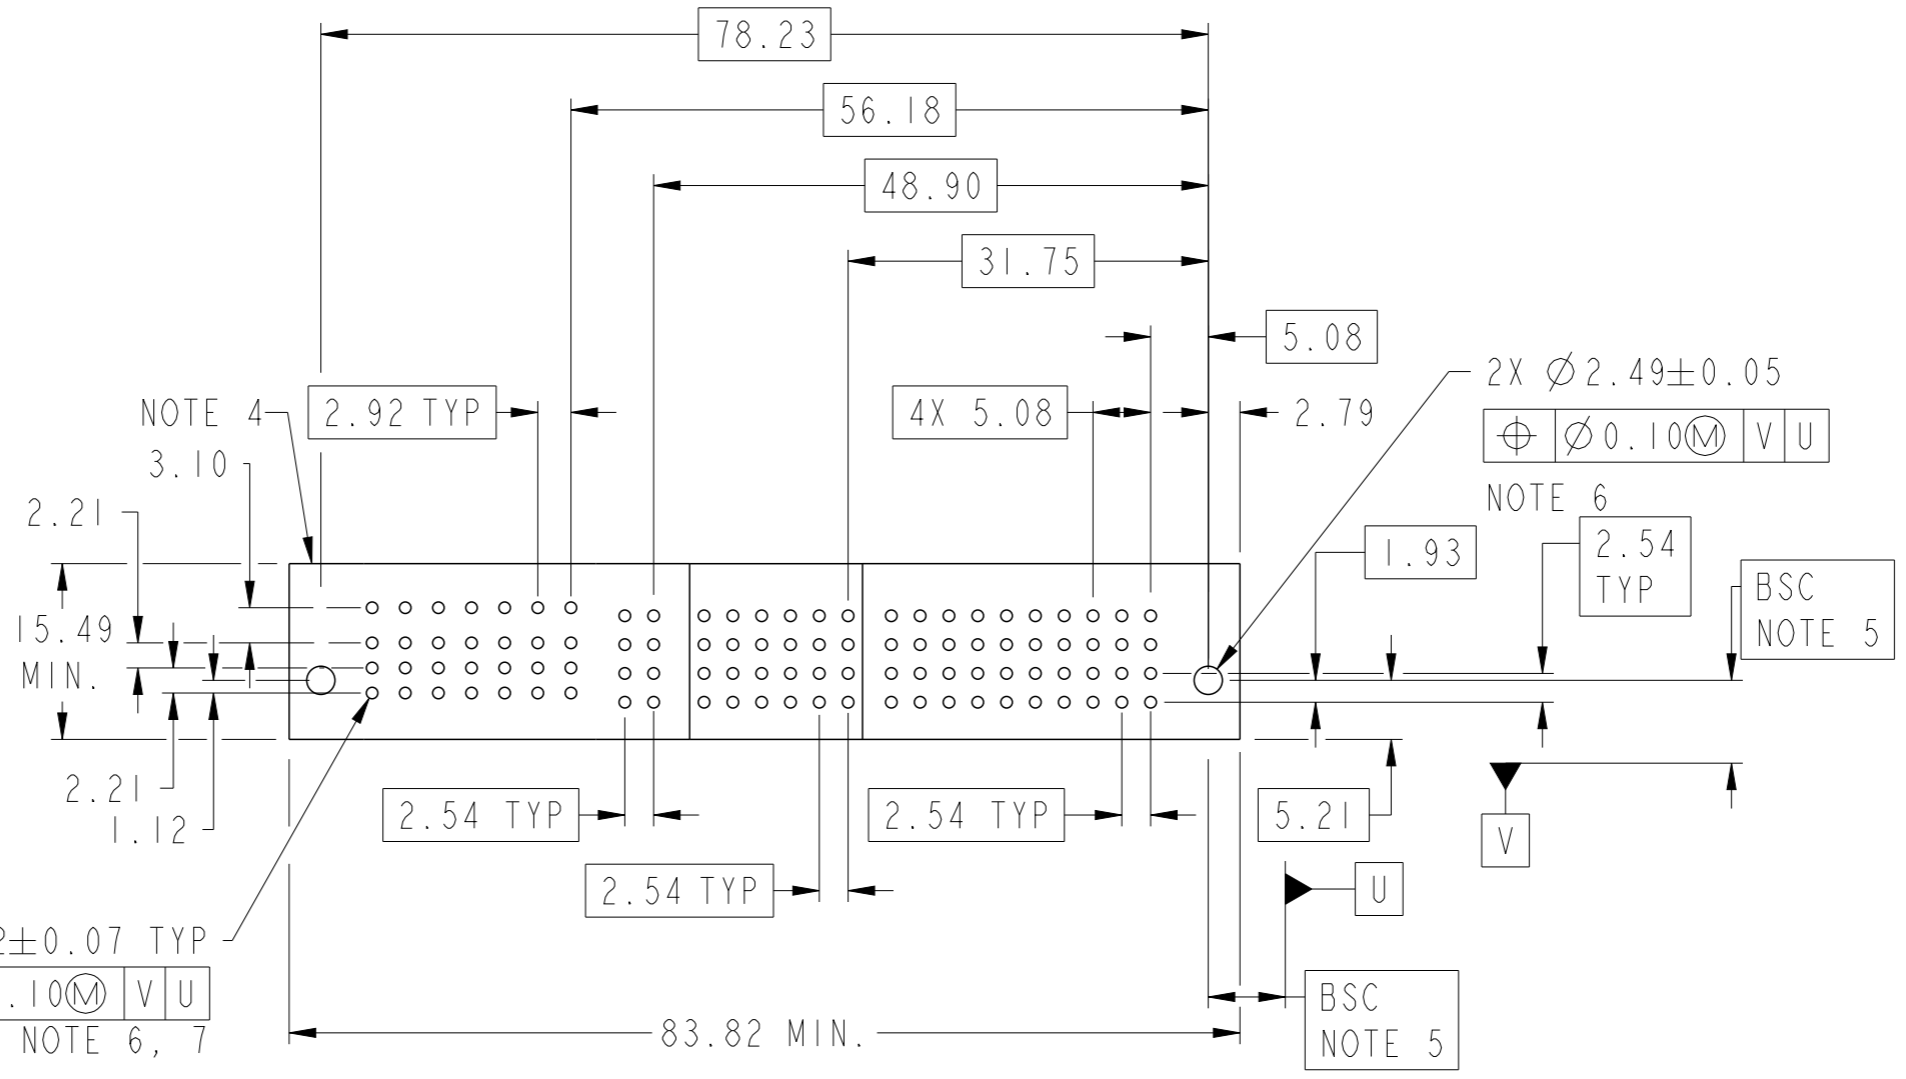 78.23
56.18
48.90
31.75
5.08
2X Ø2.49±0.05
NOTE 4
2.92 TYP
4X 5.08
2.79
⌖ Ø0.10Ⓜ V U
3.10
NOTE 6
2.21
1.93
2.54
TYP
BSC
NOTE 5
15.49
MIN.
2.21
1.12
2.54 TYP
2.54 TYP
5.21
V
2.54 TYP
U
2±0.07 TYP
.10Ⓜ V U
NOTE 6, 7
83.82 MIN.
BSC
NOTE 5